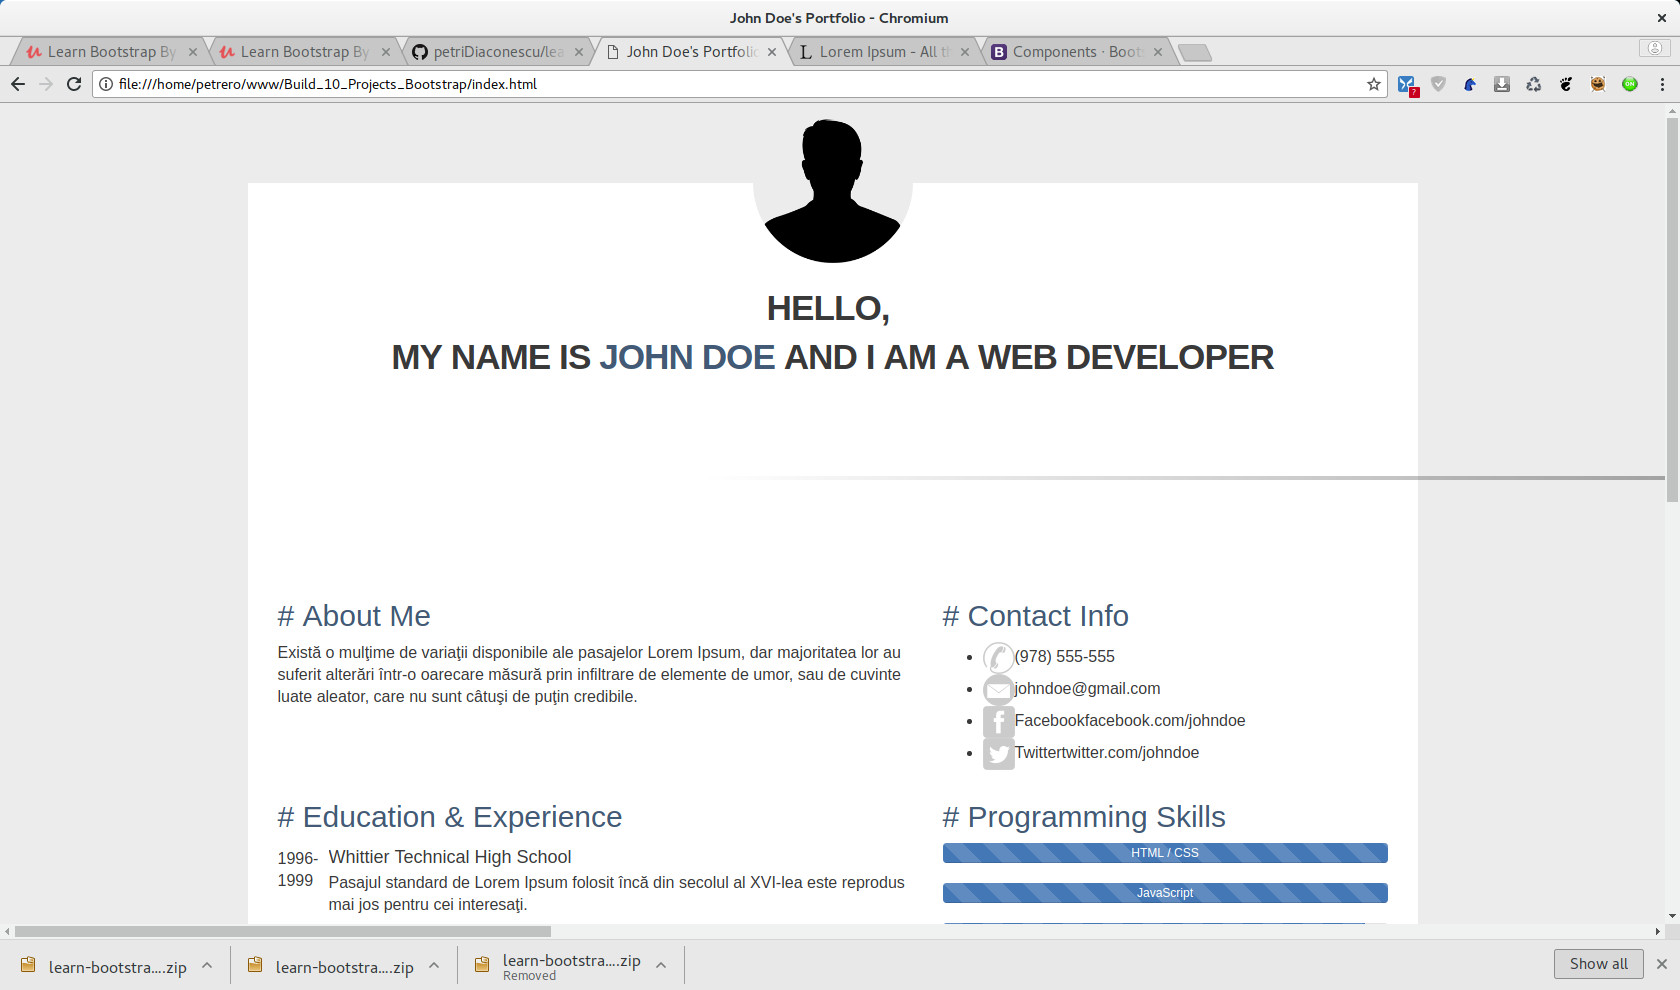 John Doe's Portfolio - Chromium
Learn Bootstrap By
Learn Bootstrap By
petriDiaconescu/lea
John Doe's Portfolio
Lorem Ipsum - All t
Components · Boots
file:///home/petrero/www/Build_10_Projects_Bootstrap/index.html
HELLO,
MY NAME IS JOHN DOE AND I AM A WEB DEVELOPER
# About Me
Există o mulţime de variaţii disponibile ale pasajelor Lorem Ipsum, dar majoritatea lor au
suferit alterări într-o oarecare măsură prin infiltrare de elemente de umor, sau de cuvinte
luate aleator, care nu sunt câtuşi de puţin credibile.
# Contact Info
(978) 555-555
johndoe@gmail.com
Facebookfacebook.com/johndoe
Twittertwitter.com/johndoe
# Education & Experience
1996-
1999
Whittier Technical High School
Pasajul standard de Lorem Ipsum folosit încă din secolul al XVI-lea este reprodus
mai jos pentru cei interesaţi.
# Programming Skills
HTML / CSS
JavaScript
learn-bootstra....zip
learn-bootstra....zip
learn-bootstra....zip
Removed
Show all